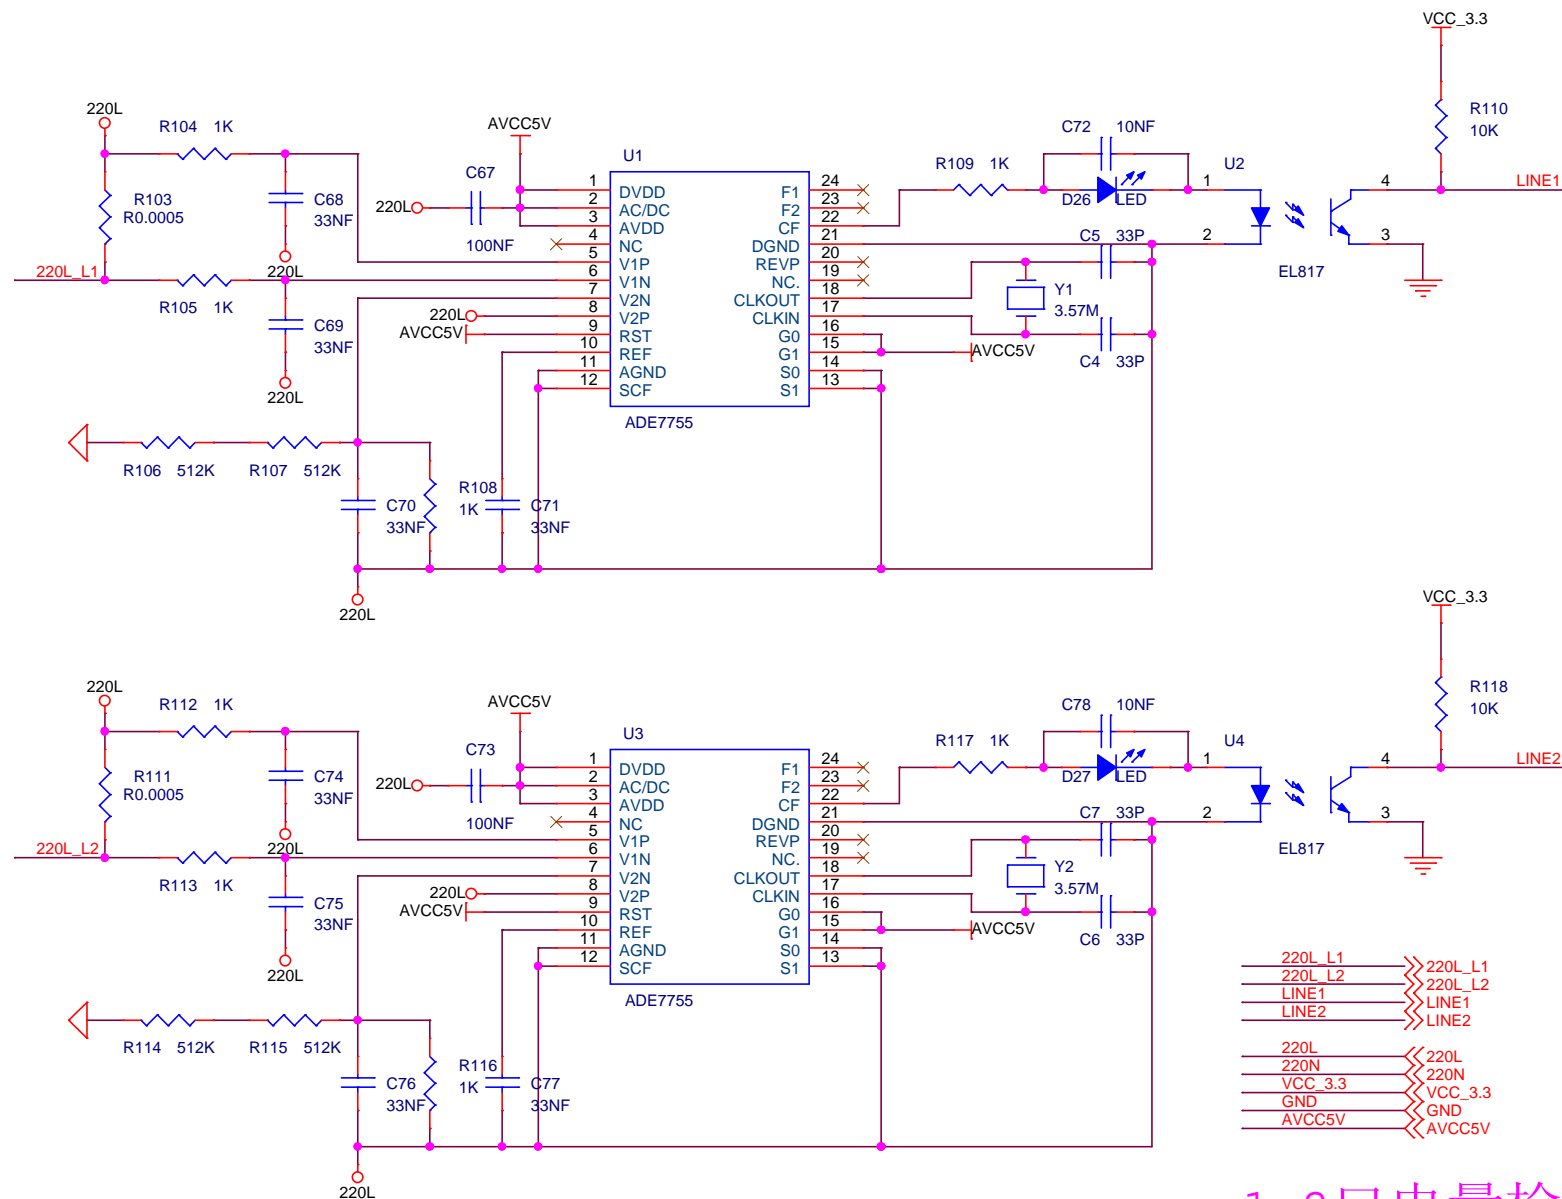 VCC_3.3
R110
10K
LINE1
220L
R104 1K
R103
R0.0005
C68
33NF
220L
220L_L1
R105 1K
C69
33NF
220L
AVCC5V
C67
220L
100NF
U1
1 DVDD
2 AC/DC
3 AVDD
4 NC
5 V1P
6 V1N
7 V2N
8 V2P
9 RST
10 REF
11 AGND
12 SCF
24 F1
23 F2
22 CF
21 DGND
20 REVP
19 NC.
18 CLKOUT
17 CLKIN
16 G0
15 G1
14 S0
13 S1
ADE7755
220L
AVCC5V
R109 1K
C72 10NF
D26 LED
U2
1
2
4
3
EL817
C5 33P
Y1
3.57M
C4 33P
AVCC5V
R106 512K
R107 512K
C70
33NF
R108
1K
C71
33NF
220L
VCC_3.3
R118
10K
LINE2
220L
R112 1K
R111
R0.0005
C74
33NF
220L
220L_L2
R113 1K
C75
33NF
220L
AVCC5V
C73
220L
100NF
U3
1 DVDD
2 AC/DC
3 AVDD
4 NC
5 V1P
6 V1N
7 V2N
8 V2P
9 RST
10 REF
11 AGND
12 SCF
24 F1
23 F2
22 CF
21 DGND
20 REVP
19 NC.
18 CLKOUT
17 CLKIN
16 G0
15 G1
14 S0
13 S1
ADE7755
220L
AVCC5V
R117 1K
C78 10NF
D27 LED
U4
1
2
4
3
EL817
C7 33P
Y2
3.57M
C6 33P
AVCC5V
R114 512K
R115 512K
C76
33NF
R116
1K
C77
33NF
220L
220L_L1 220L_L1
220L_L2 220L_L2
LINE1 LINE1
LINE2 LINE2
220L 220L
220N 220N
VCC_3.3 VCC_3.3
GND GND
AVCC5V AVCC5V